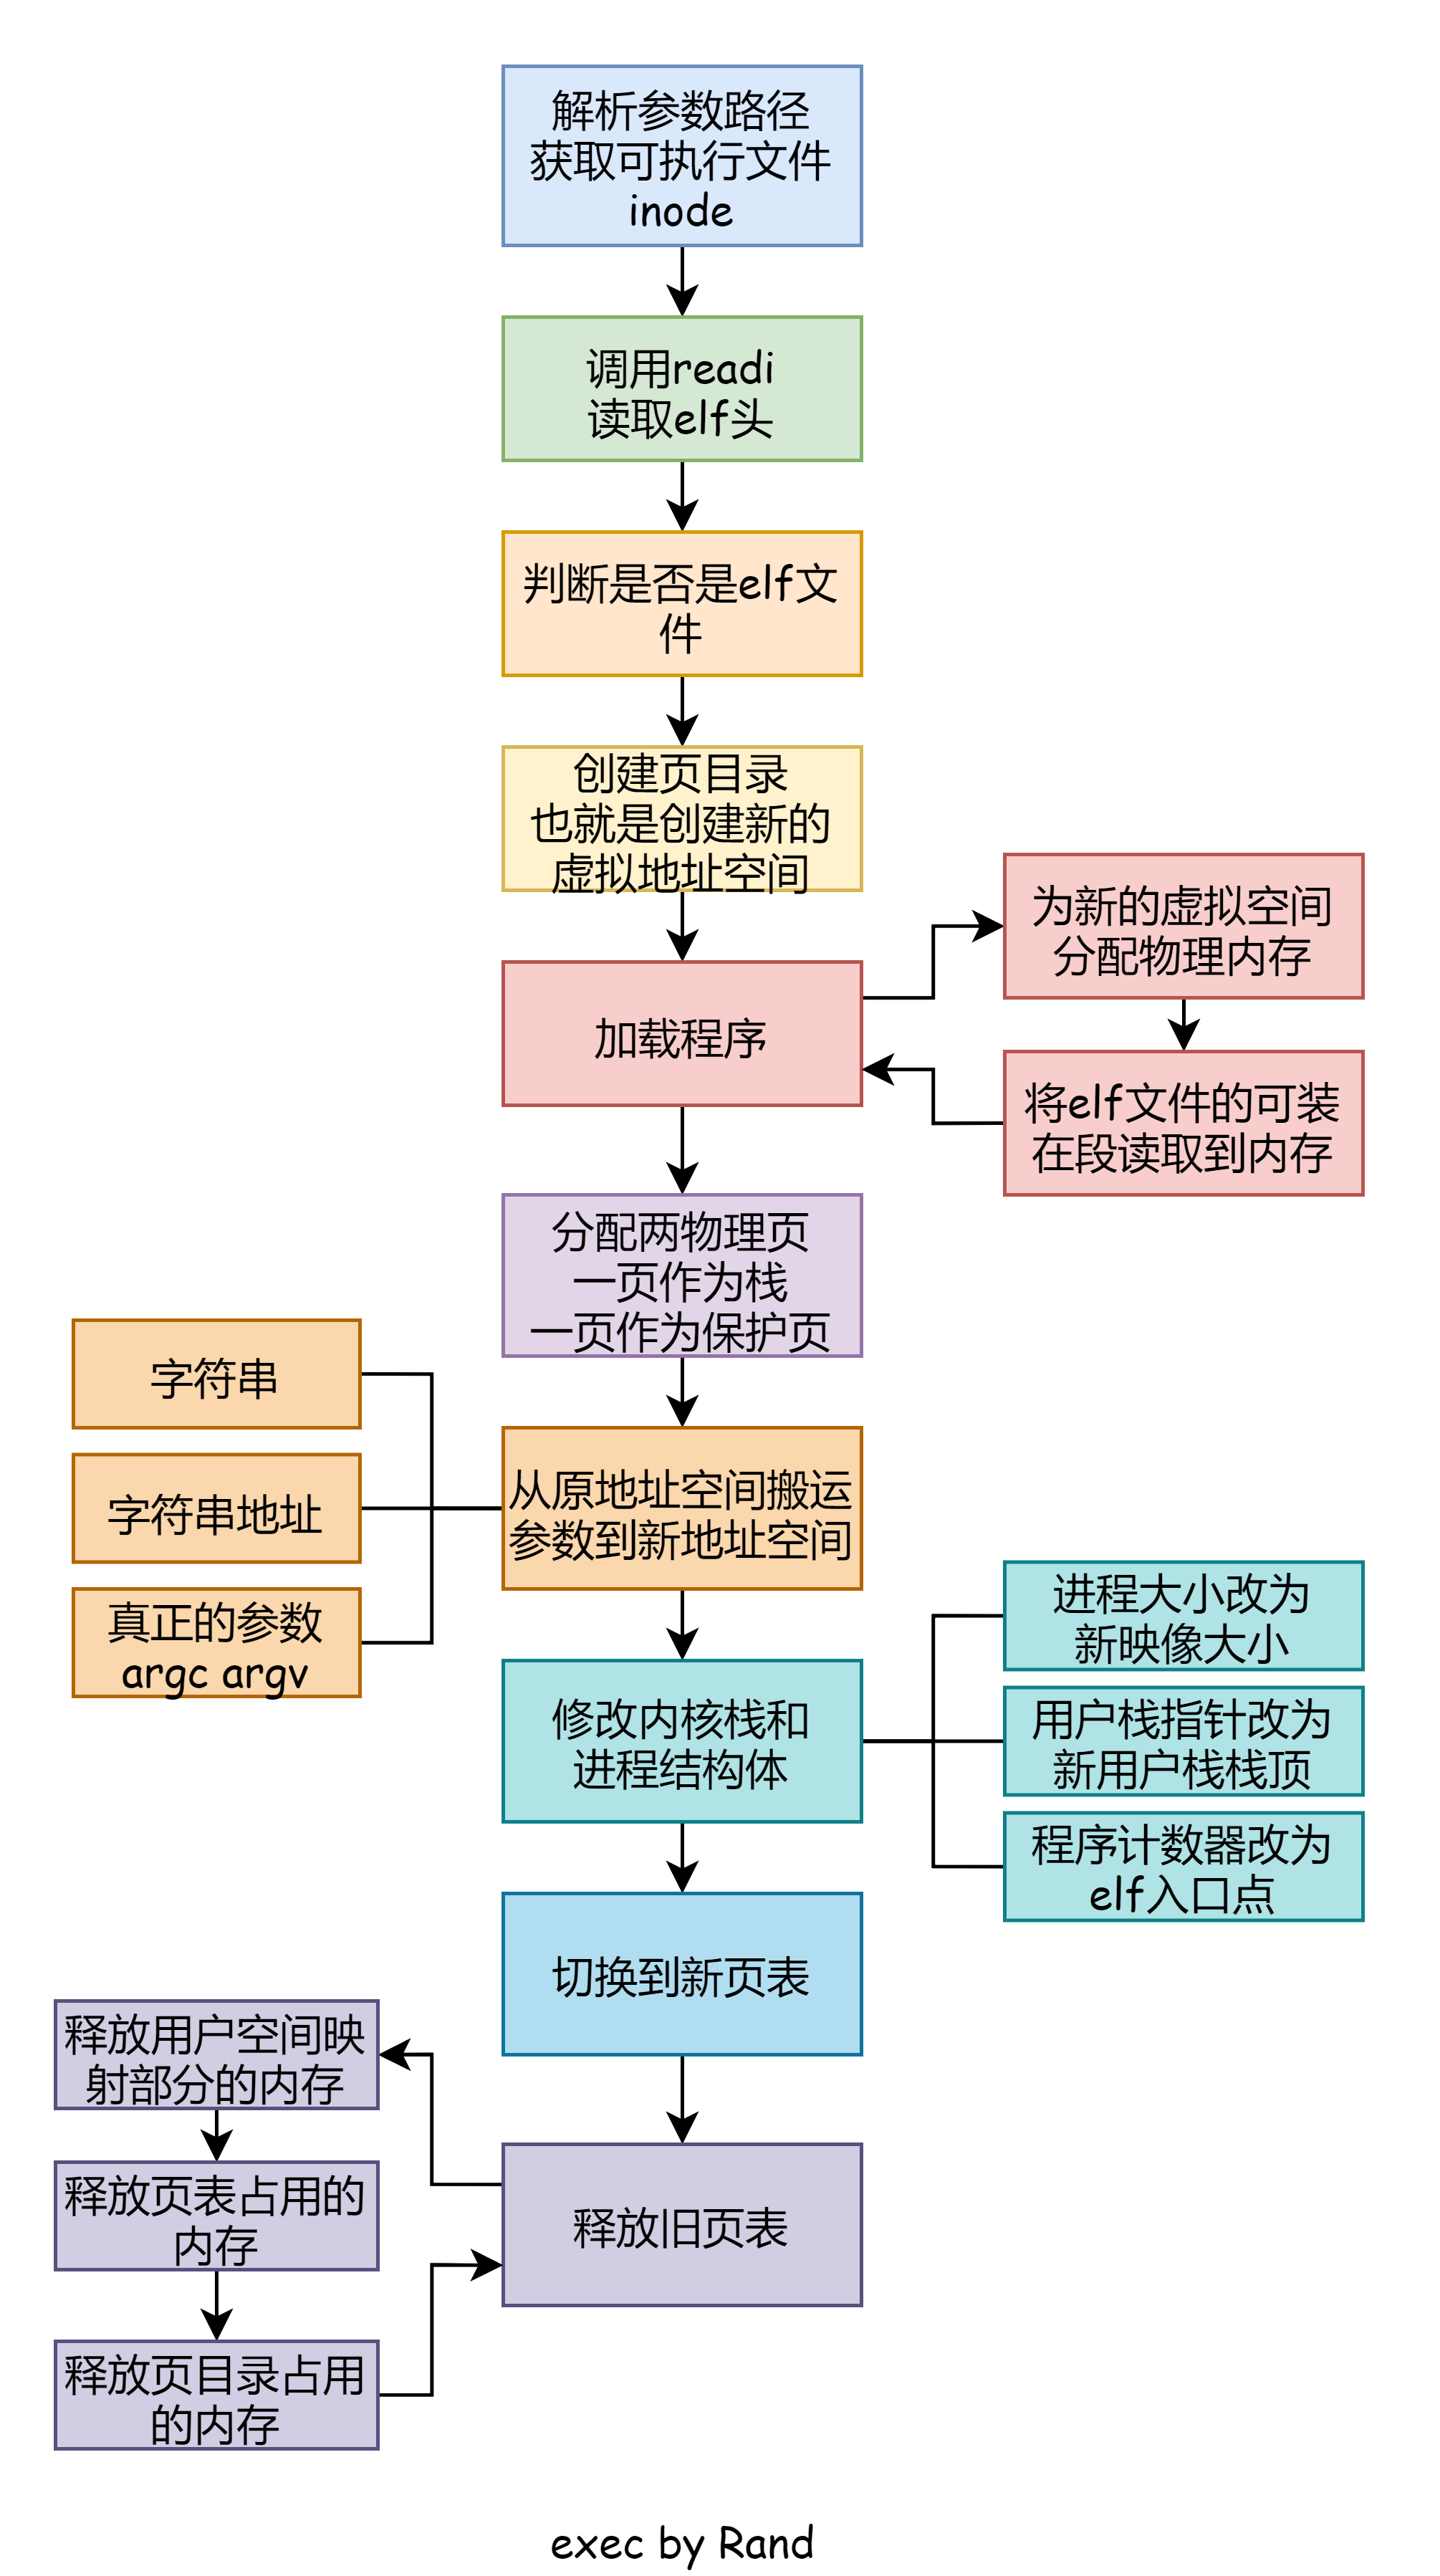 解析参数路径
获取可执行文件
inode
调用readi
读取elf头
判断是否是elf文
件
创建页目录
也就是创建新的
虚拟地址空间
加载程序
为新的虚拟空间
分配物理内存
将elf文件的可装
在段读取到内存
分配两物理页
一页作为栈
一页作为保护页
从原地址空间搬运
参数到新地址空间
字符串
字符串地址
真正的参数
argc argv
修改内核栈和
进程结构体
进程大小改为
新映像大小
用户栈指针改为
新用户栈栈顶
程序计数器改为
elf入口点
切换到新页表
释放旧页表
释放用户空间映
射部分的内存
释放页表占用的
内存
释放页目录占用
的内存
exec by Rand